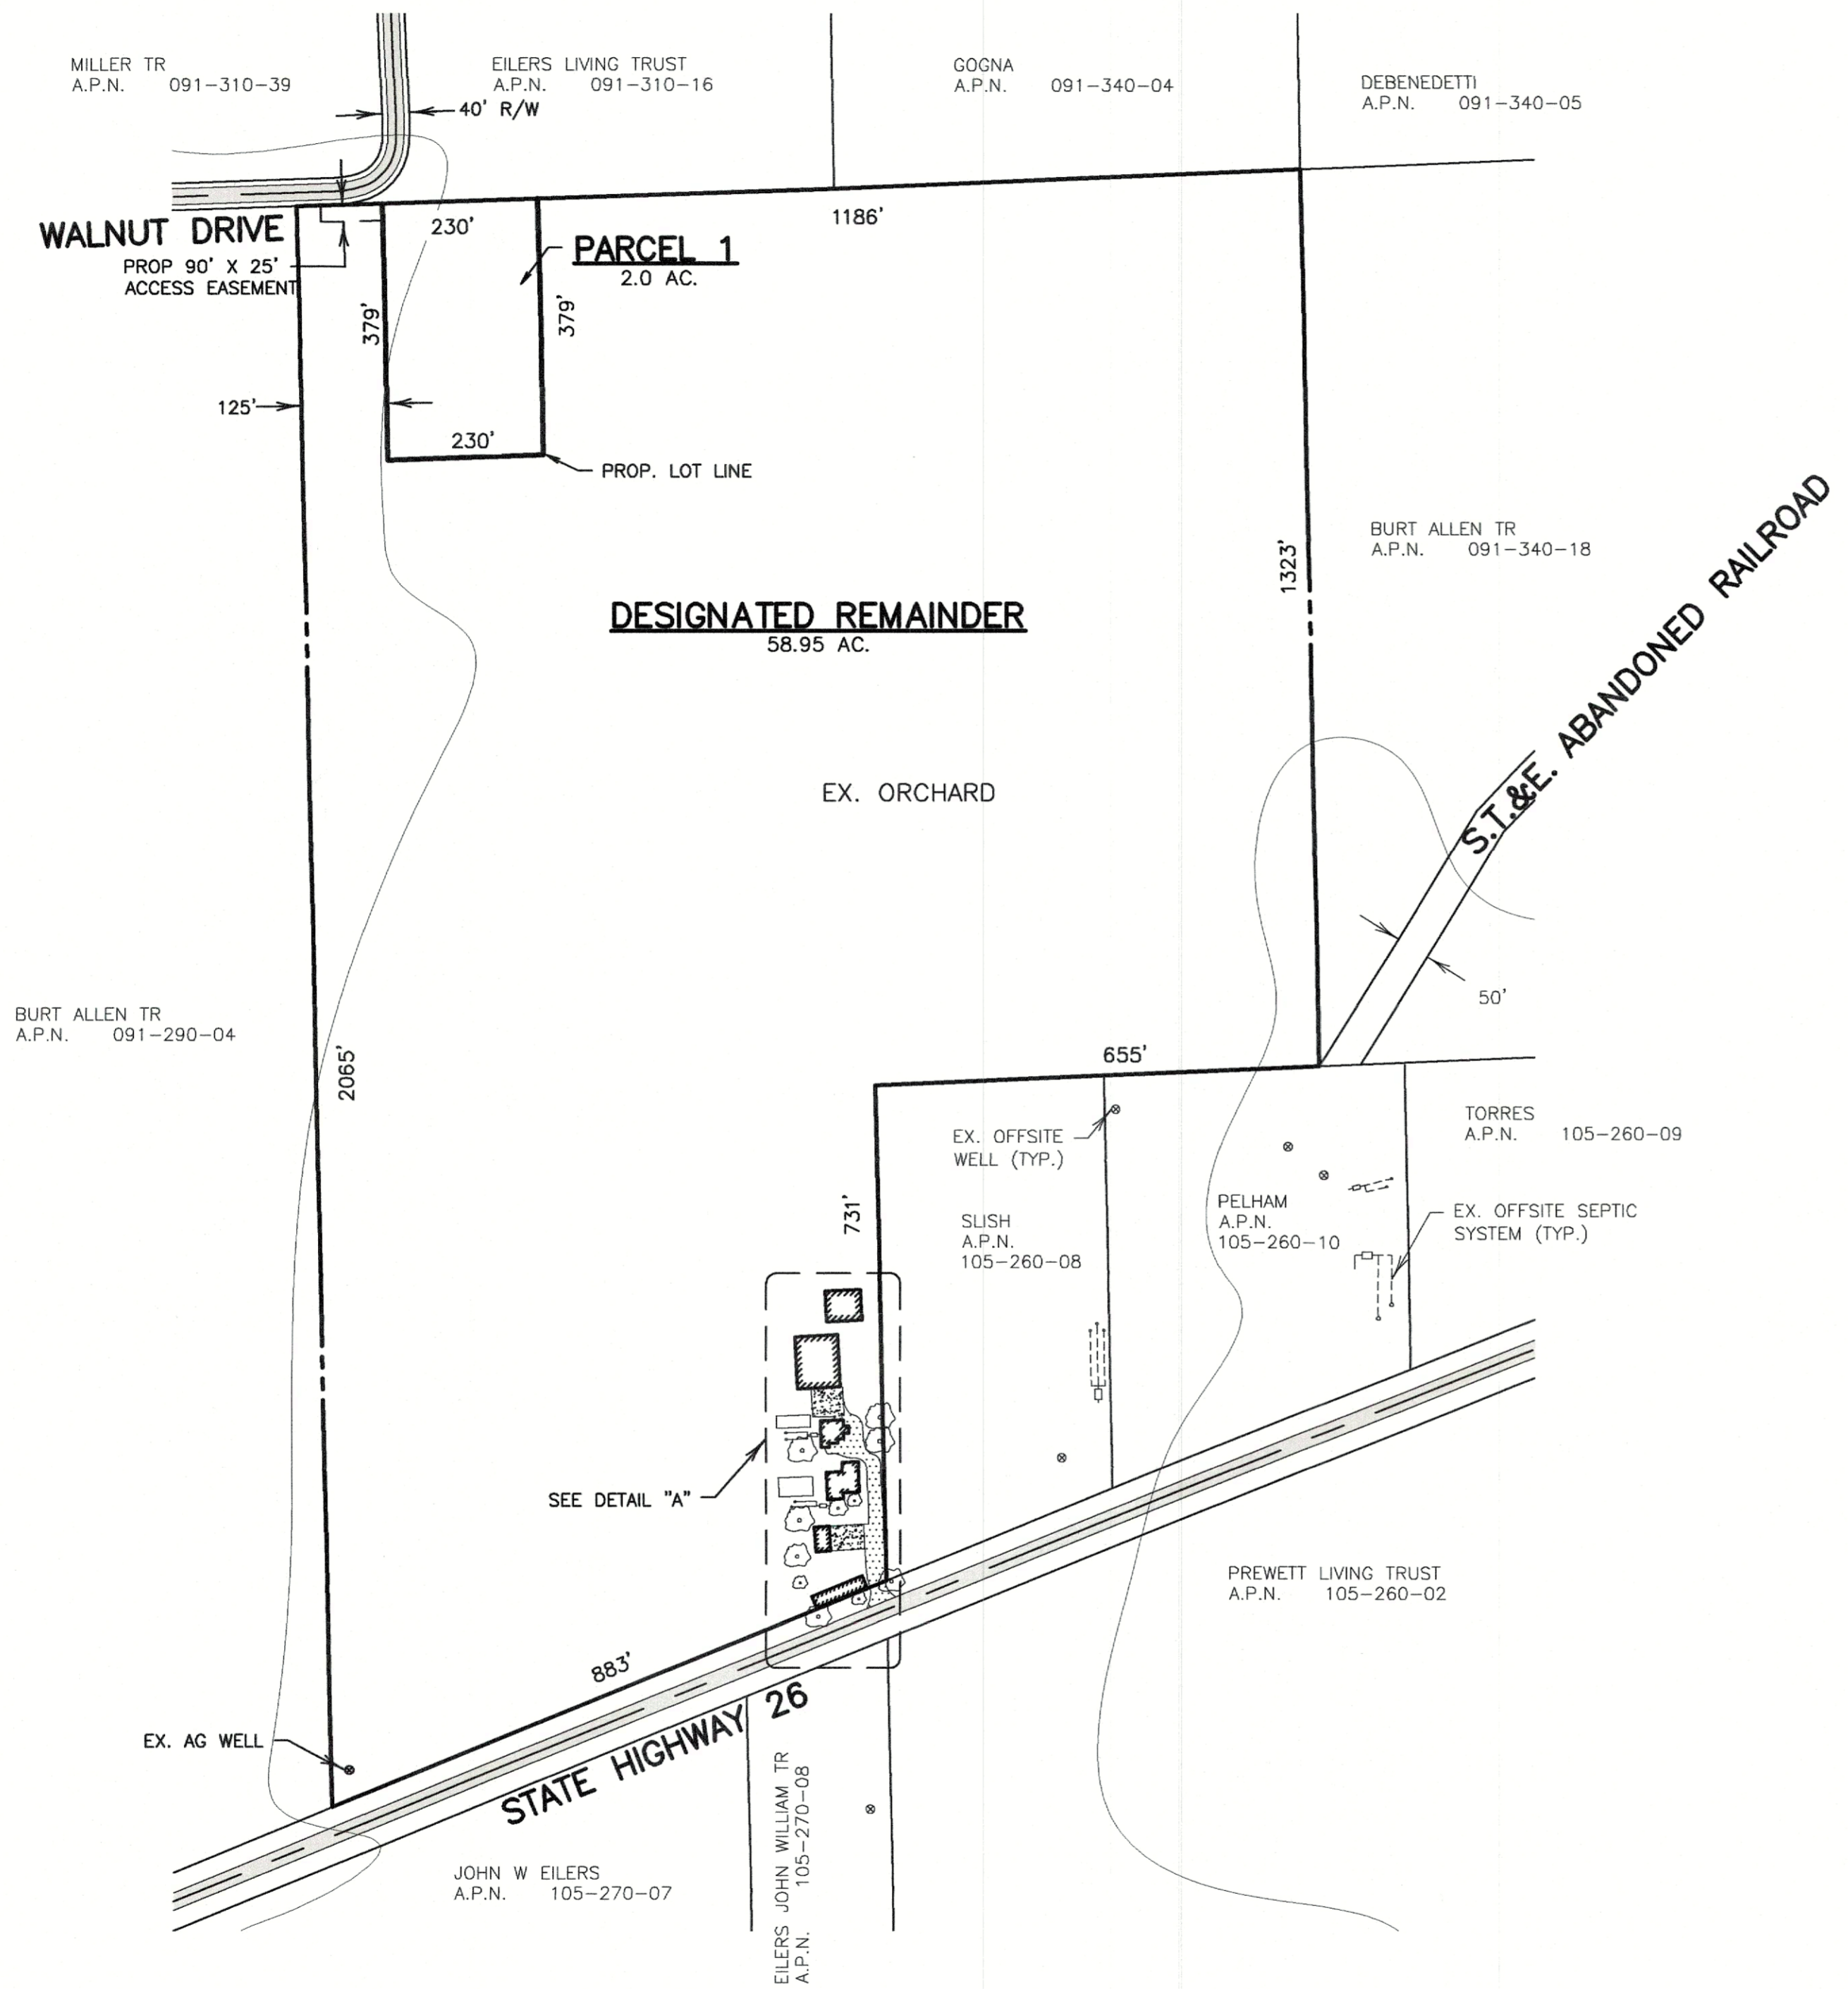 MILLER TR
A.P.N. 091-310-39
EILERS LIVING TRUST
A.P.N. 091-310-16
40' R/W
GOGNA
A.P.N. 091-340-04
DEBENEDETTI
A.P.N. 091-340-05
WALNUT DRIVE
PROP 90' X 25'
ACCESS EASEMENT
230'
1186'
PARCEL 1
2.0 AC.
379'
379'
125'
230'
PROP. LOT LINE
BURT ALLEN TR
A.P.N. 091-340-18
1323'
S.T.&E. ABANDONED RAILROAD
DESIGNATED REMAINDER
58.95 AC.
EX. ORCHARD
50'
BURT ALLEN TR
A.P.N. 091-290-04
2065'
655'
EX. OFFSITE
WELL (TYP.)
TORRES
A.P.N. 105-260-09
731'
SLISH
A.P.N.
105-260-08
PELHAM
A.P.N.
105-260-10
EX. OFFSITE SEPTIC
SYSTEM (TYP.)
SEE DETAIL "A"
PREWETT LIVING TRUST
A.P.N. 105-260-02
883'
EX. AG WELL
STATE HIGHWAY 26
EILERS JOHN WILLIAM TR
A.P.N. 105-270-08
JOHN W EILERS
A.P.N. 105-270-07